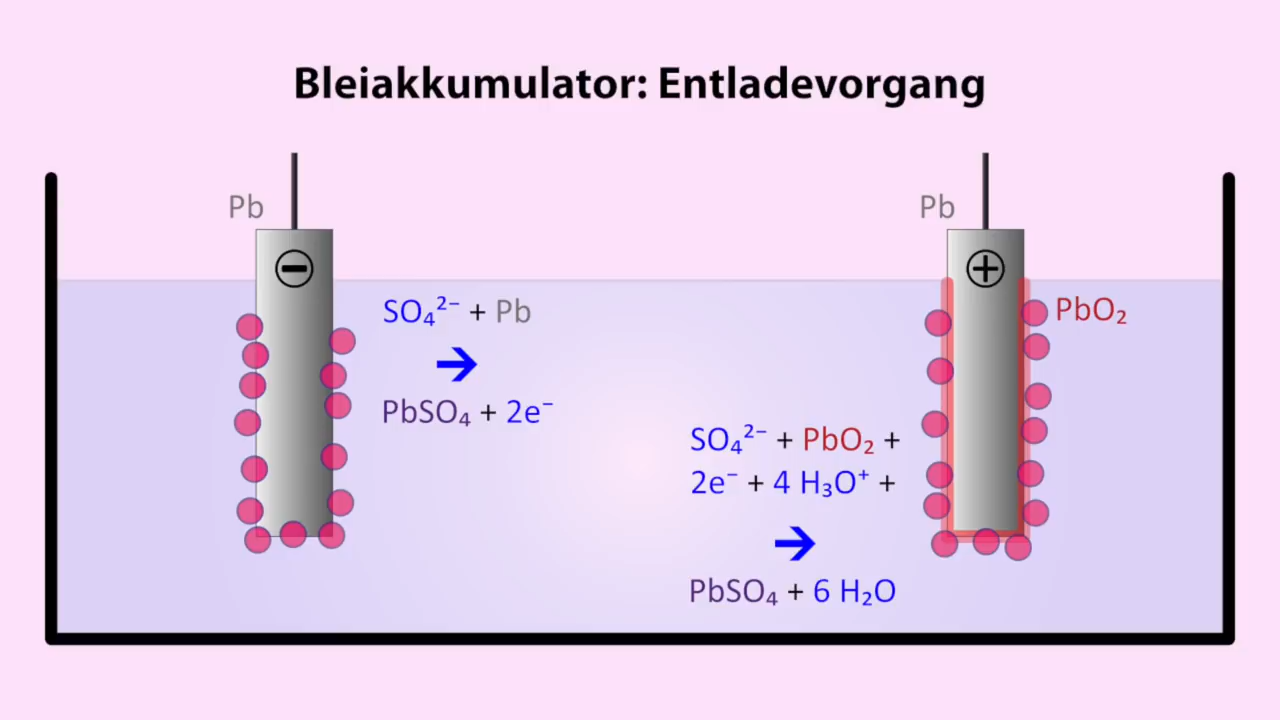 Bleiakkumulator: Entladevorgang
Pb
Pb
−
+
SO₄²⁻ + Pb
→
PbSO₄ + 2e⁻
PbO₂
SO₄²⁻ + PbO₂ +
2e⁻ + 4 H₃O⁺ +
→
PbSO₄ + 6 H₂O